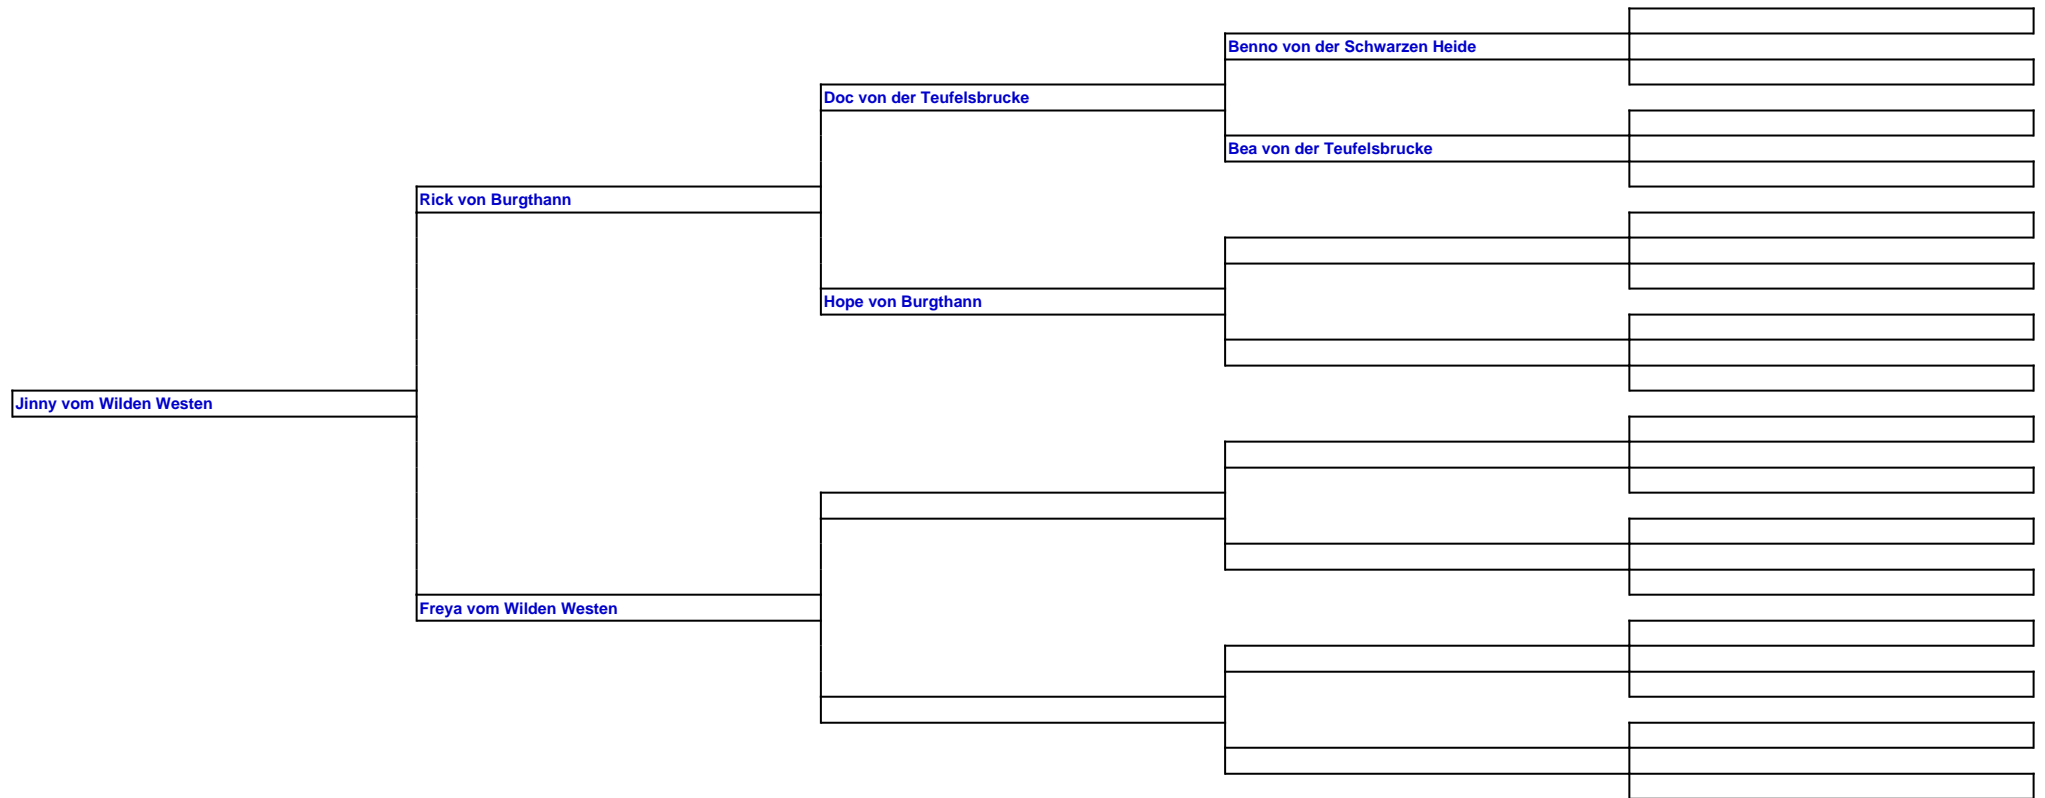 Benno von der Schwarzen Heide
Doc von der Teufelsbrucke
Bea von der Teufelsbrucke
Rick von Burgthann
Hope von Burgthann
Jinny vom Wilden Westen
Freya vom Wilden Westen